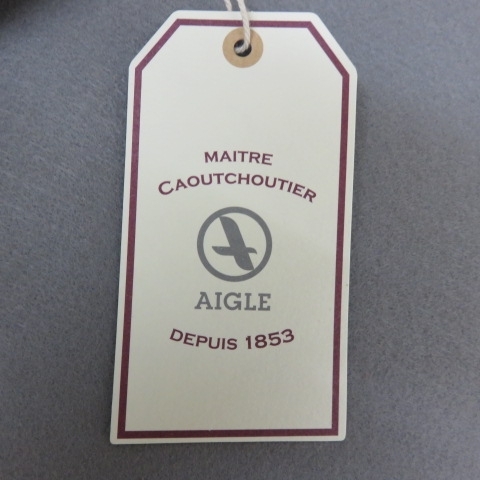 MAITRE
CAOUTCHOUTIER
AIGLE
DEPUIS 1853